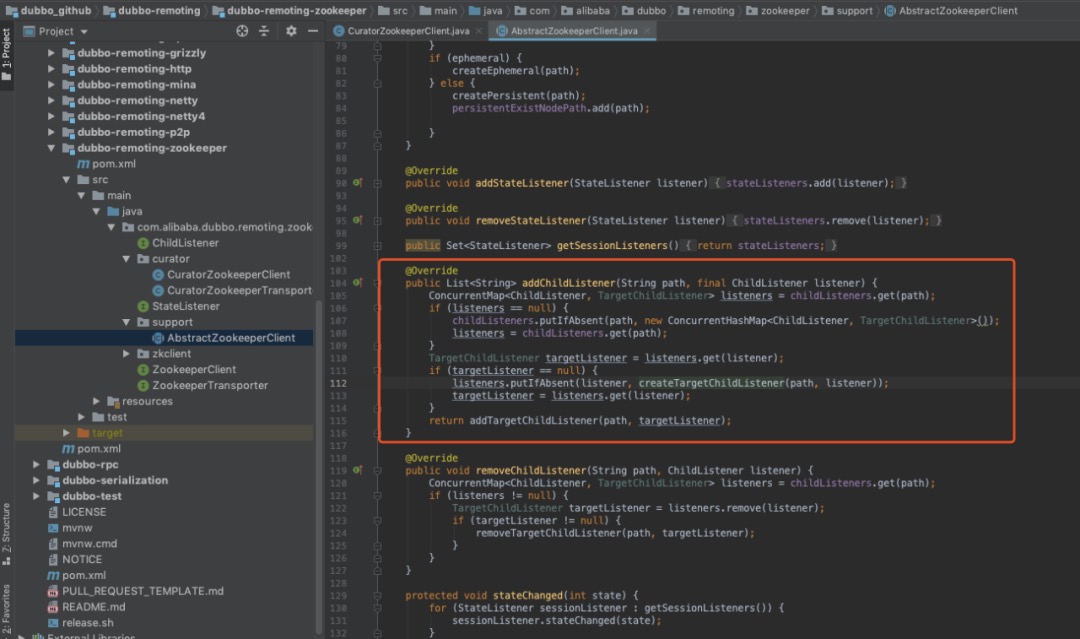 dubbo_github dubbo-remoting dubbo-remoting-zookeeper src main java com alibaba dubbo remoting zookeeper support AbstractZookeeperClient
1: Project
Project
CuratorZookeeperClient.java
AbstractZookeeperClient.java
dubbo-remoting-grizzly
dubbo-remoting-http
dubbo-remoting-mina
dubbo-remoting-netty
dubbo-remoting-netty4
dubbo-remoting-p2p
dubbo-remoting-zookeeper
pom.xml
src
main
java
com.alibaba.dubbo.remoting.zook
ChildListener
curator
CuratorZookeeperClient
CuratorZookeeperTransport
StateListener
support
AbstractZookeeperClient
zkclient
ZookeeperClient
ZookeeperTransporter
resources
test
target
pom.xml
dubbo-rpc
dubbo-serialization
dubbo-test
LICENSE
mvnw
mvnw.cmd
NOTICE
pom.xml
PULL_REQUEST_TEMPLATE.md
README.md
release.sh
External Libraries
Z: Structure
2: Favorites
79 }
80 if (ephemeral) {
81 createEphemeral(path);
82 } else {
83 createPersistent(path);
84 persistentExistNodePath.add(path);
85
86 }
87 }
88
89 @Override
90 public void addStateListener(StateListener listener) { stateListeners.add(listener); }
93
94 @Override
95 public void removeStateListener(StateListener listener) { stateListeners.remove(listener); }
98
99 public Set<StateListener> getSessionListeners() { return stateListeners; }
102
103 @Override
104 public List<String> addChildListener(String path, final ChildListener listener) {
105 ConcurrentMap<ChildListener, TargetChildListener> listeners = childListeners.get(path);
106 if (listeners == null) {
107 childListeners.putIfAbsent(path, new ConcurrentHashMap<ChildListener, TargetChildListener>());
108 listeners = childListeners.get(path);
109 }
110 TargetChildListener targetListener = listeners.get(listener);
111 if (targetListener == null) {
112 listeners.putIfAbsent(listener, createTargetChildListener(path, listener));
113 targetListener = listeners.get(listener);
114 }
115 return addTargetChildListener(path, targetListener);
116 }
117
118 @Override
119 public void removeChildListener(String path, ChildListener listener) {
120 ConcurrentMap<ChildListener, TargetChildListener> listeners = childListeners.get(path);
121 if (listeners != null) {
122 TargetChildListener targetListener = listeners.remove(listener);
123 if (targetListener != null) {
124 removeTargetChildListener(path, targetListener);
125 }
126 }
127 }
128
129 protected void stateChanged(int state) {
130 for (StateListener sessionListener : getSessionListeners()) {
131 sessionListener.stateChanged(state);
132 }